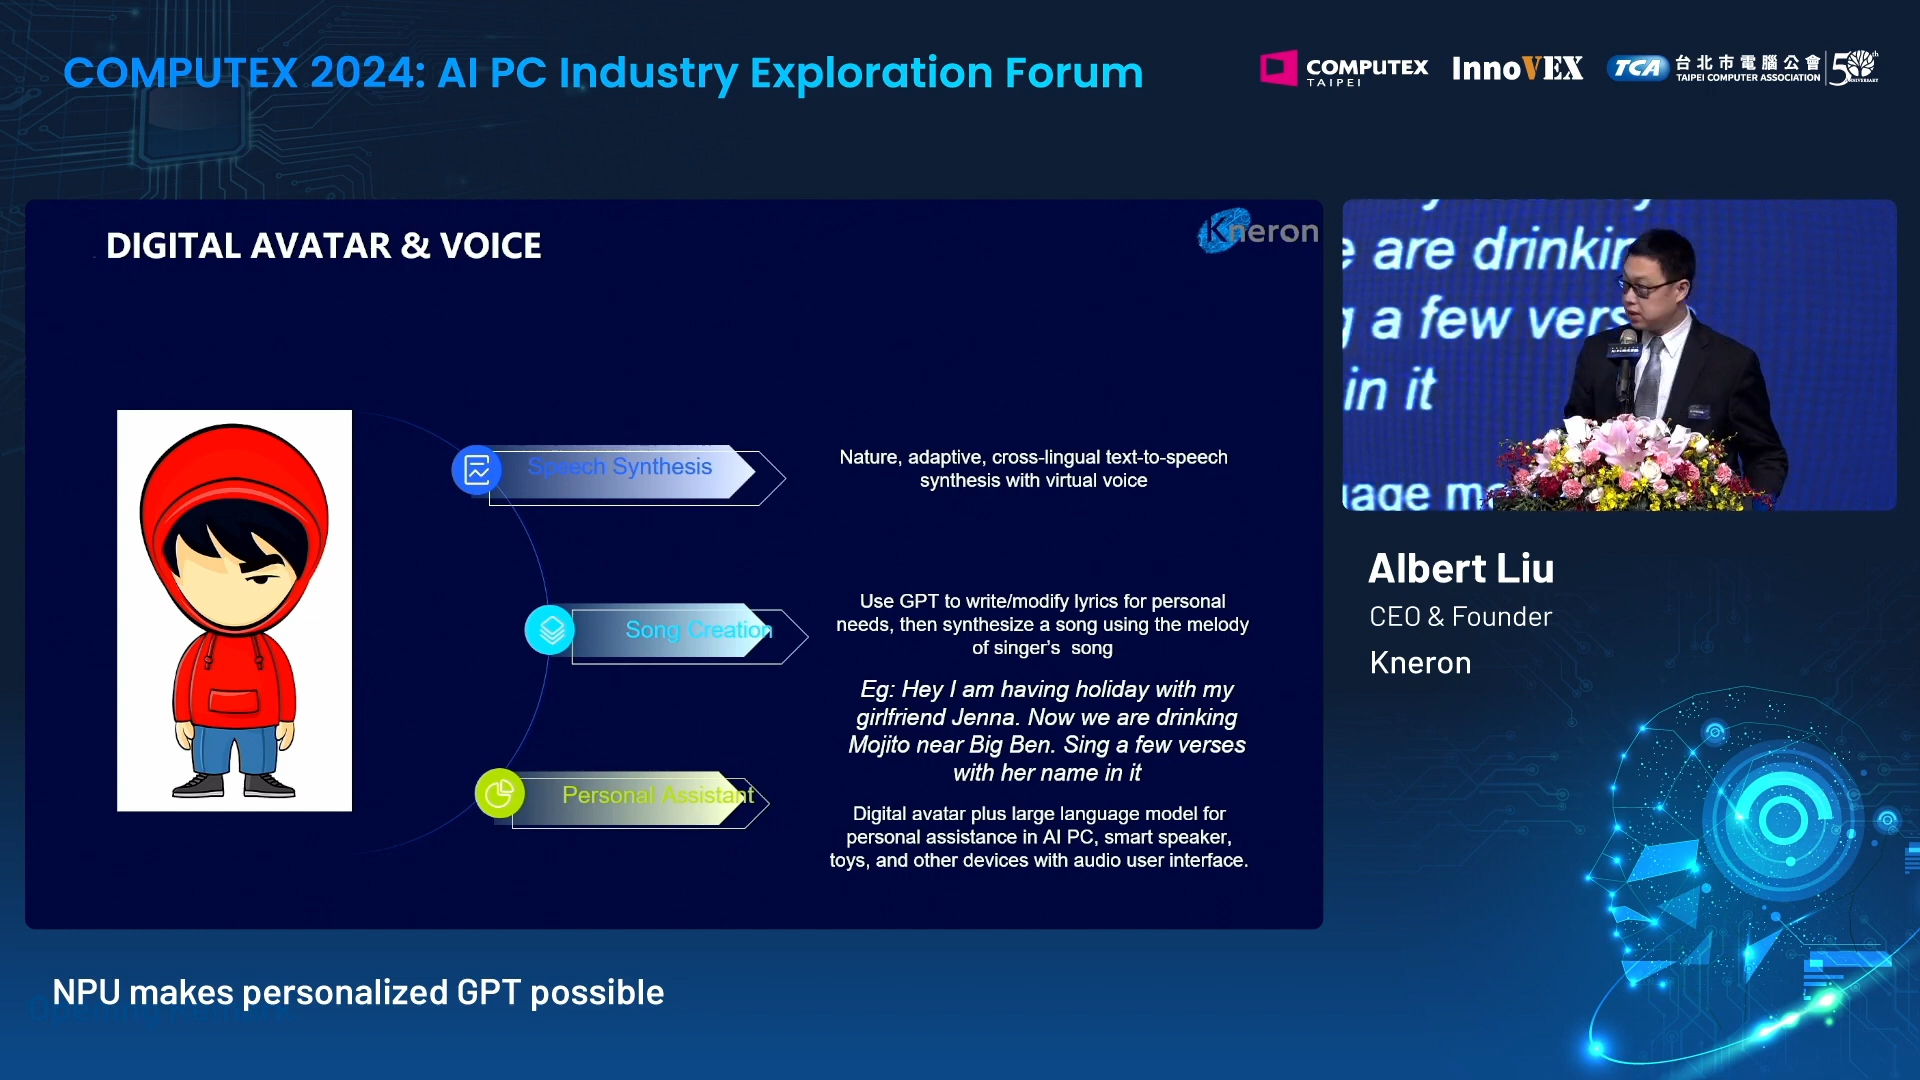 COMPUTEX 2024: AI PC Industry Exploration Forum
COMPUTEX
TAIPEI
InnoVEX
TCA
台北市電腦公會
TAIPEI COMPUTER ASSOCIATION
50th
ANNIVERSARY
DIGITAL AVATAR & VOICE
Kneron
Speech Synthesis
Nature, adaptive, cross-lingual text-to-speech
synthesis with virtual voice
Song Creation
Use GPT to write/modify lyrics for personal
needs, then synthesize a song using the melody
of singer's song
Eg: Hey I am having holiday with my
girlfriend Jenna. Now we are drinking
Mojito near Big Ben. Sing a few verses
with her name in it
Personal Assistant
Digital avatar plus large language model for
personal assistance in AI PC, smart speaker,
toys, and other devices with audio user interface.
e are drinkin
g a few verse
in it
uage m
Albert Liu
CEO & Founder
Kneron
NPU makes personalized GPT possible